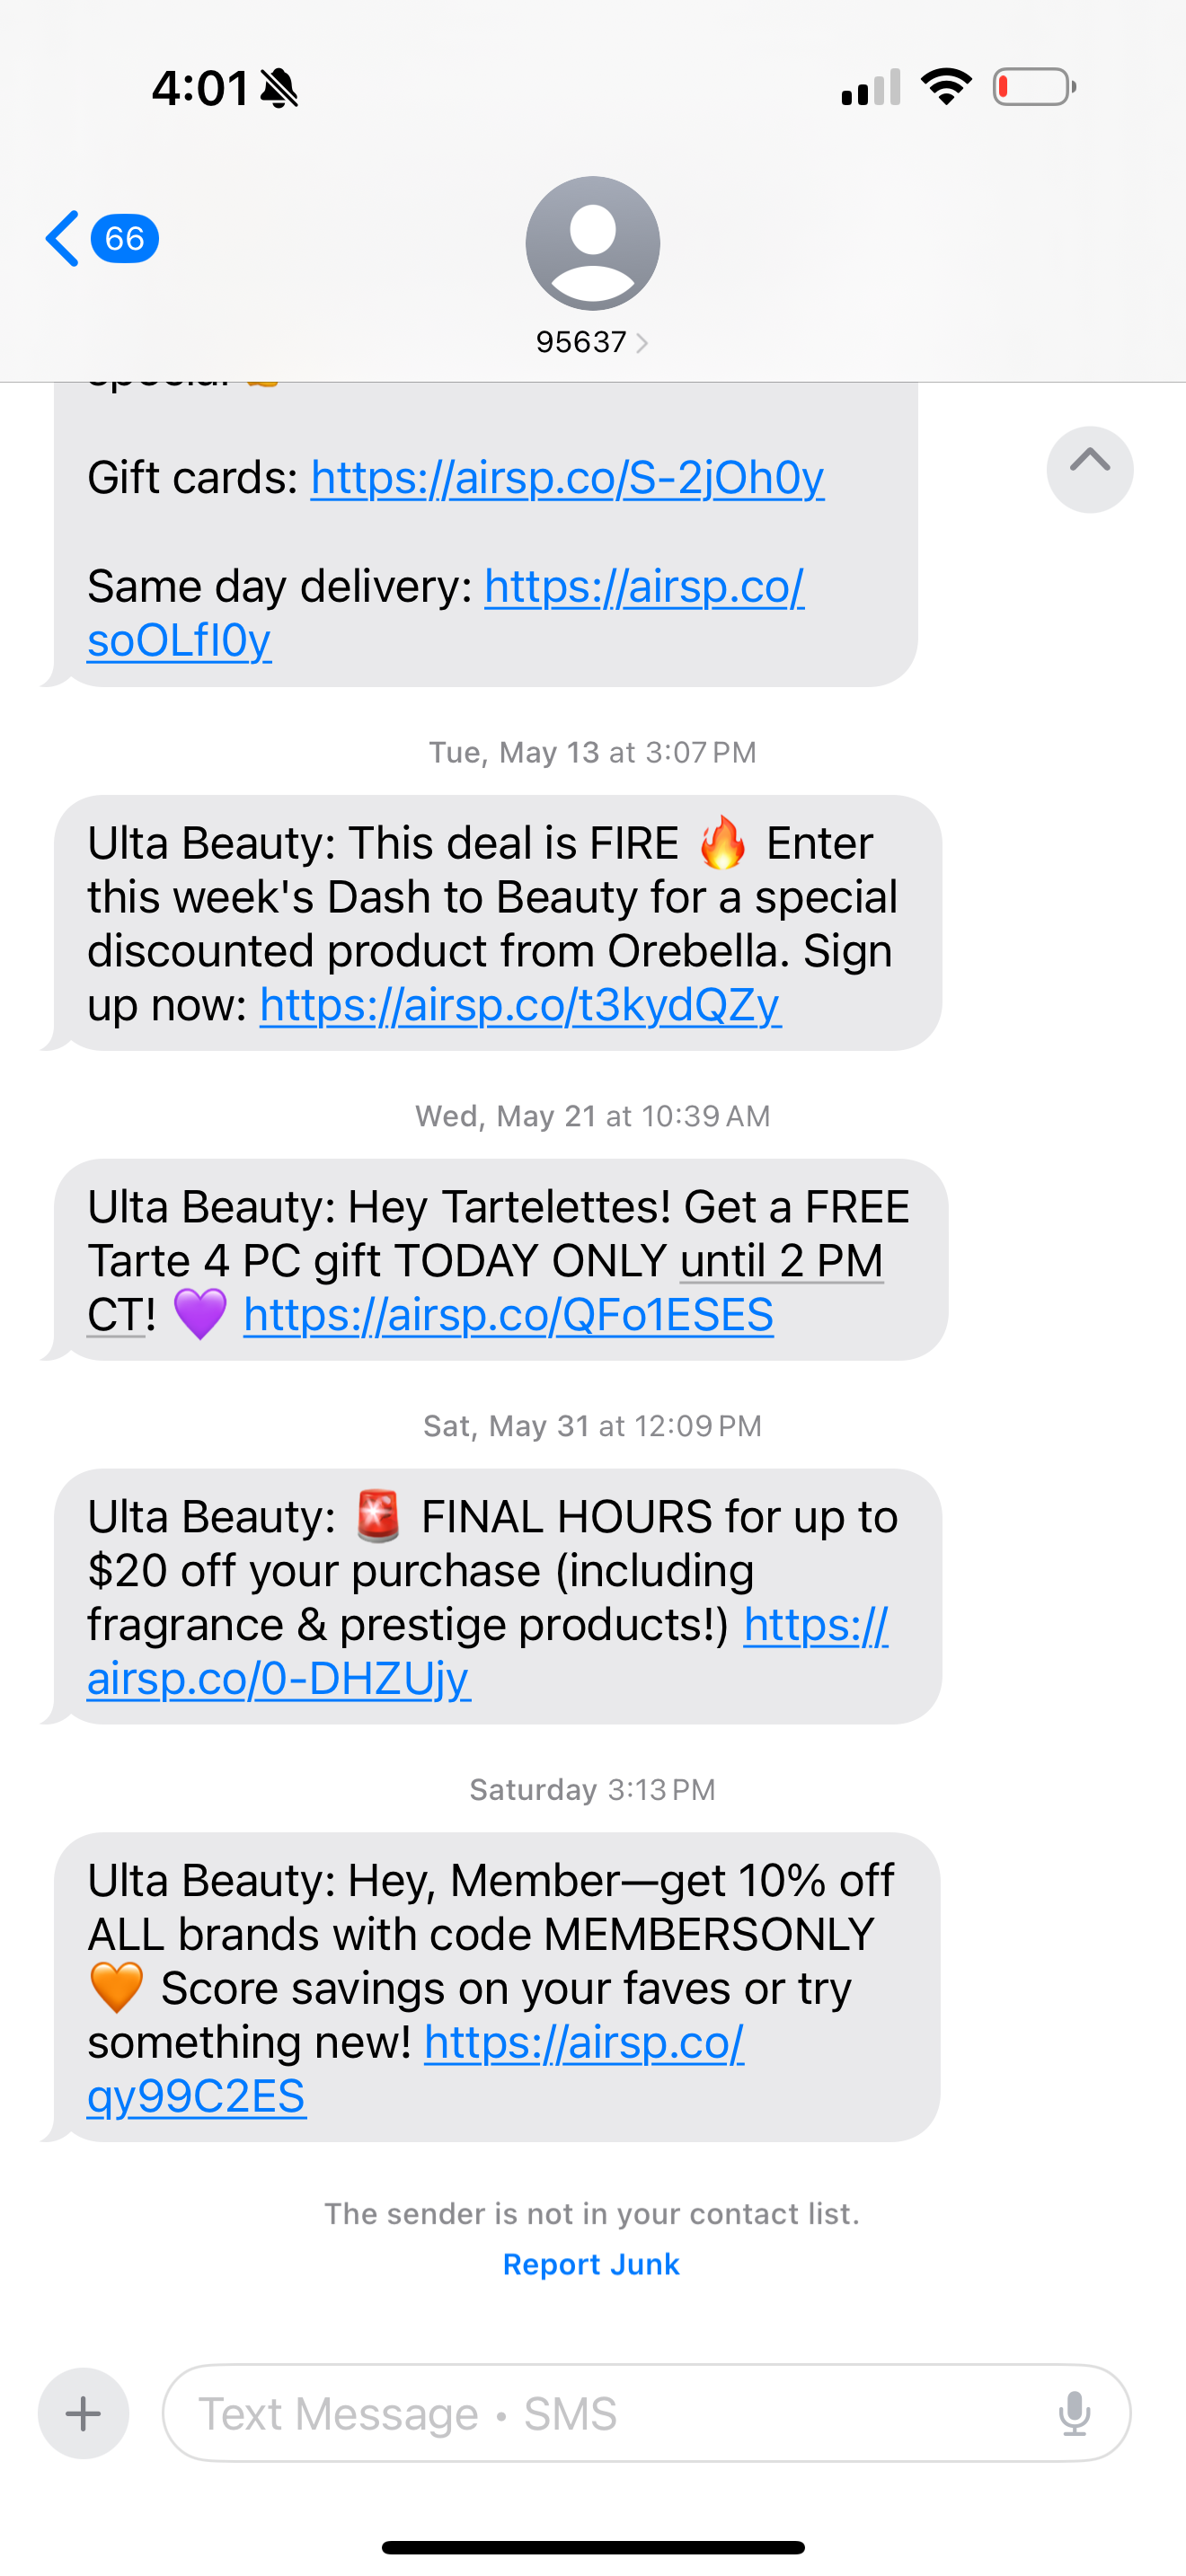 4:01
66
95637
special
Gift cards: https://airsp.co/S-2jOh0y
Same day delivery: https://airsp.co/
soOLfI0y
Tue, May 13 at 3:07 PM
Ulta Beauty: This deal is FIRE 🔥 Enter
this week's Dash to Beauty for a special
discounted product from Orebella. Sign
up now: https://airsp.co/t3kydQZy
Wed, May 21 at 10:39 AM
Ulta Beauty: Hey Tartelettes! Get a FREE
Tarte 4 PC gift TODAY ONLY until 2 PM
CT! 💜 https://airsp.co/QFo1ESES
Sat, May 31 at 12:09 PM
Ulta Beauty: 🚨 FINAL HOURS for up to
$20 off your purchase (including
fragrance & prestige products!) https://
airsp.co/0-DHZUjy
Saturday 3:13 PM
Ulta Beauty: Hey, Member—get 10% off
ALL brands with code MEMBERSONLY
🧡 Score savings on your faves or try
something new! https://airsp.co/
qy99C2ES
The sender is not in your contact list.
Report Junk
Text Message • SMS